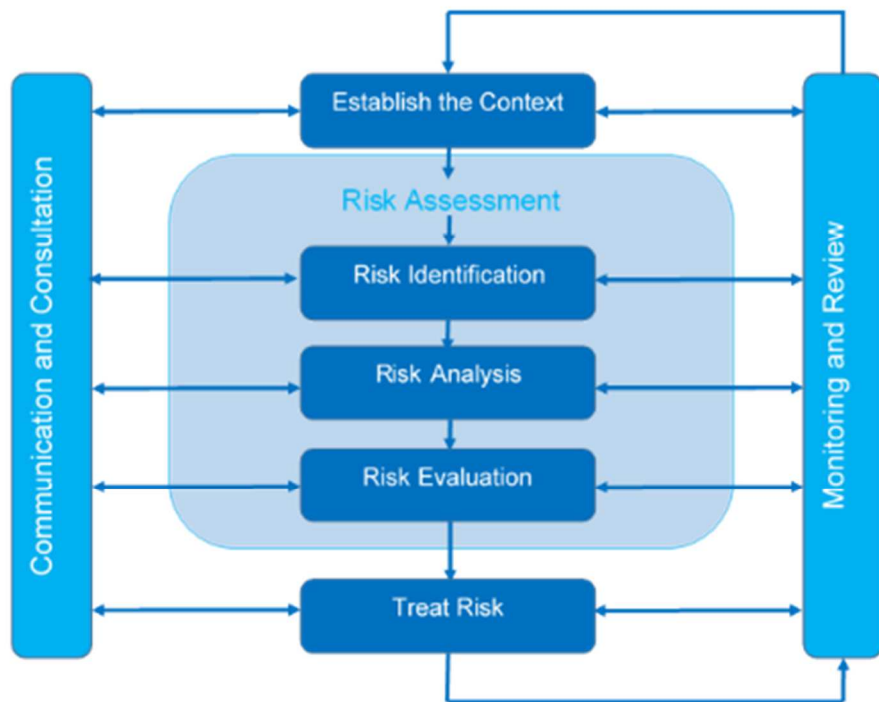 Establish the Context
Communication and Consultation
Risk Assessment
Risk Identification
Risk Analysis
Risk Evaluation
Treat Risk
Monitoring and Review